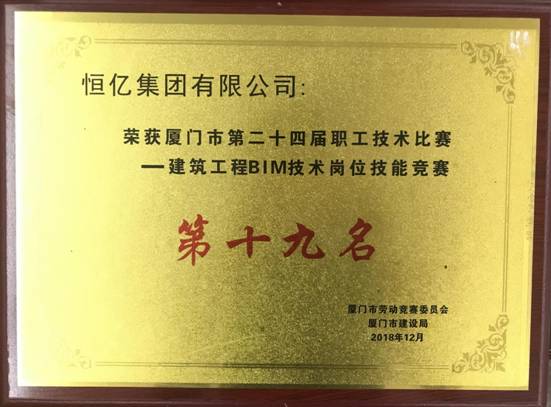 恒亿集团有限公司:
荣获厦门市第二十四届职工技术比赛
—建筑工程BIM技术岗位技能竞赛
第十九名
厦门市劳动竞赛委员会
厦门市建设局
2018年12月